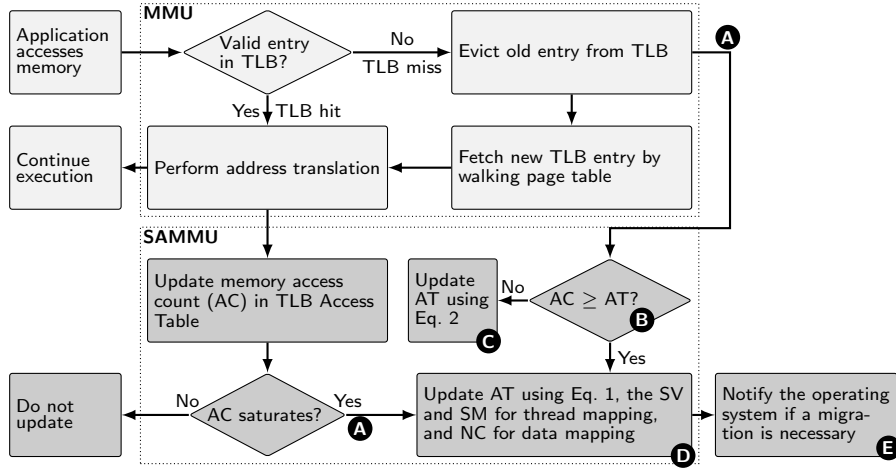 MMU
Application
accesses
memory
Valid entry
in TLB?
No
TLB miss
Evict old entry from TLB
A
Yes
TLB hit
Continue
execution
Perform address translation
Fetch new TLB entry by
walking page table
SAMMU
Update memory access
count (AC) in TLB Access
Table
Update
AT using
Eq. 2
C
No
AC ≥ AT?
B
Yes
Do not
update
No
AC saturates?
Yes
A
Update AT using Eq. 1, the SV
and SM for thread mapping,
and NC for data mapping
D
Notify the operating
system if a migra-
tion is necessary
E